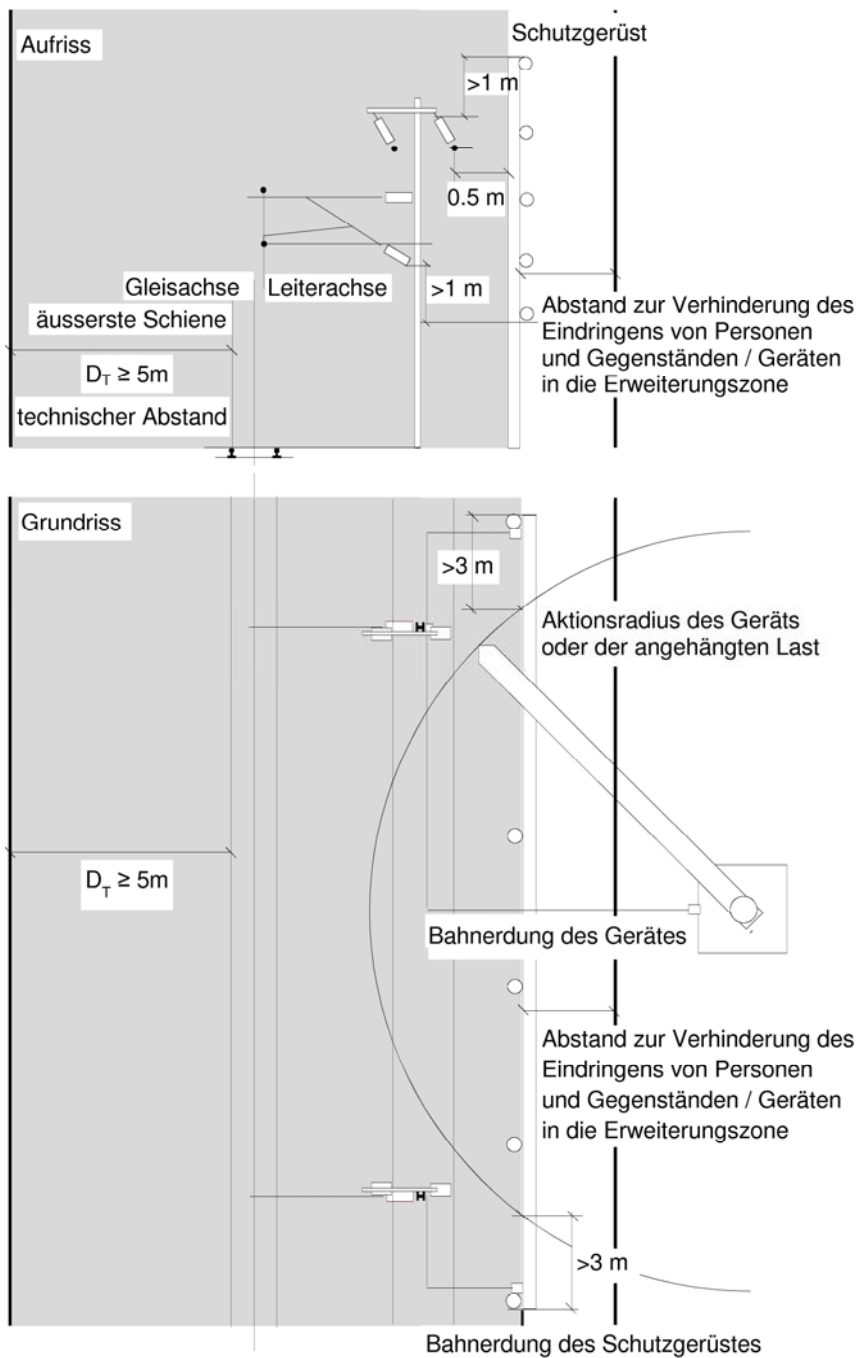 Aufriss
Schutzgerüst
>1 m
0.5 m
Gleisachse
Leiterachse
>1 m
äusserste Schiene
D_T ≥ 5m
technischer Abstand
Abstand zur Verhinderung des
Eindringens von Personen
und Gegenständen / Geräten
in die Erweiterungszone
Grundriss
>3 m
Aktionsradius des Geräts
oder der angehängten Last
D_T ≥ 5m
Bahnerdung des Gerätes
Abstand zur Verhinderung des
Eindringens von Personen
und Gegenständen / Geräten
in die Erweiterungszone
>3 m
Bahnerdung des Schutzgerüstes